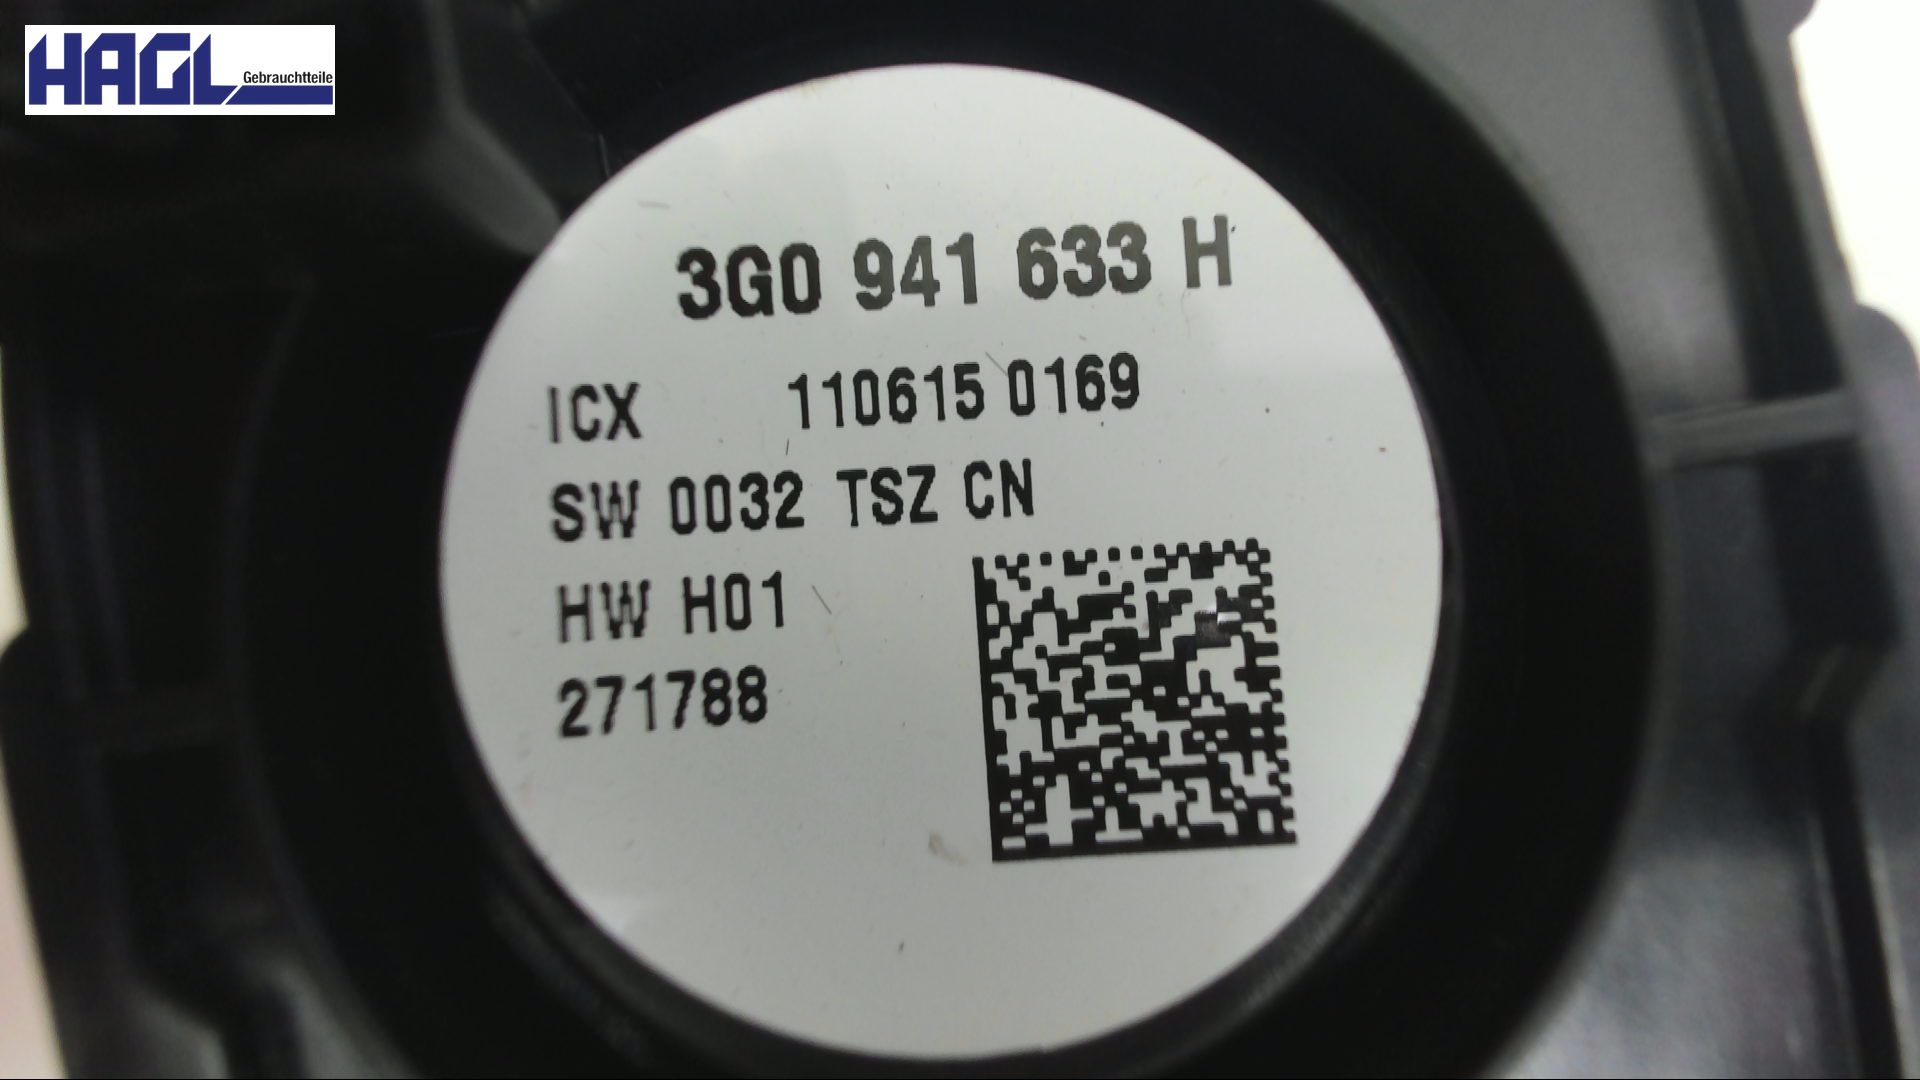 HAGL Gebrauchtteile
3G0 941 633 H
ICX 110615 0169
SW 0032 TSZ CN
HW H01
271788